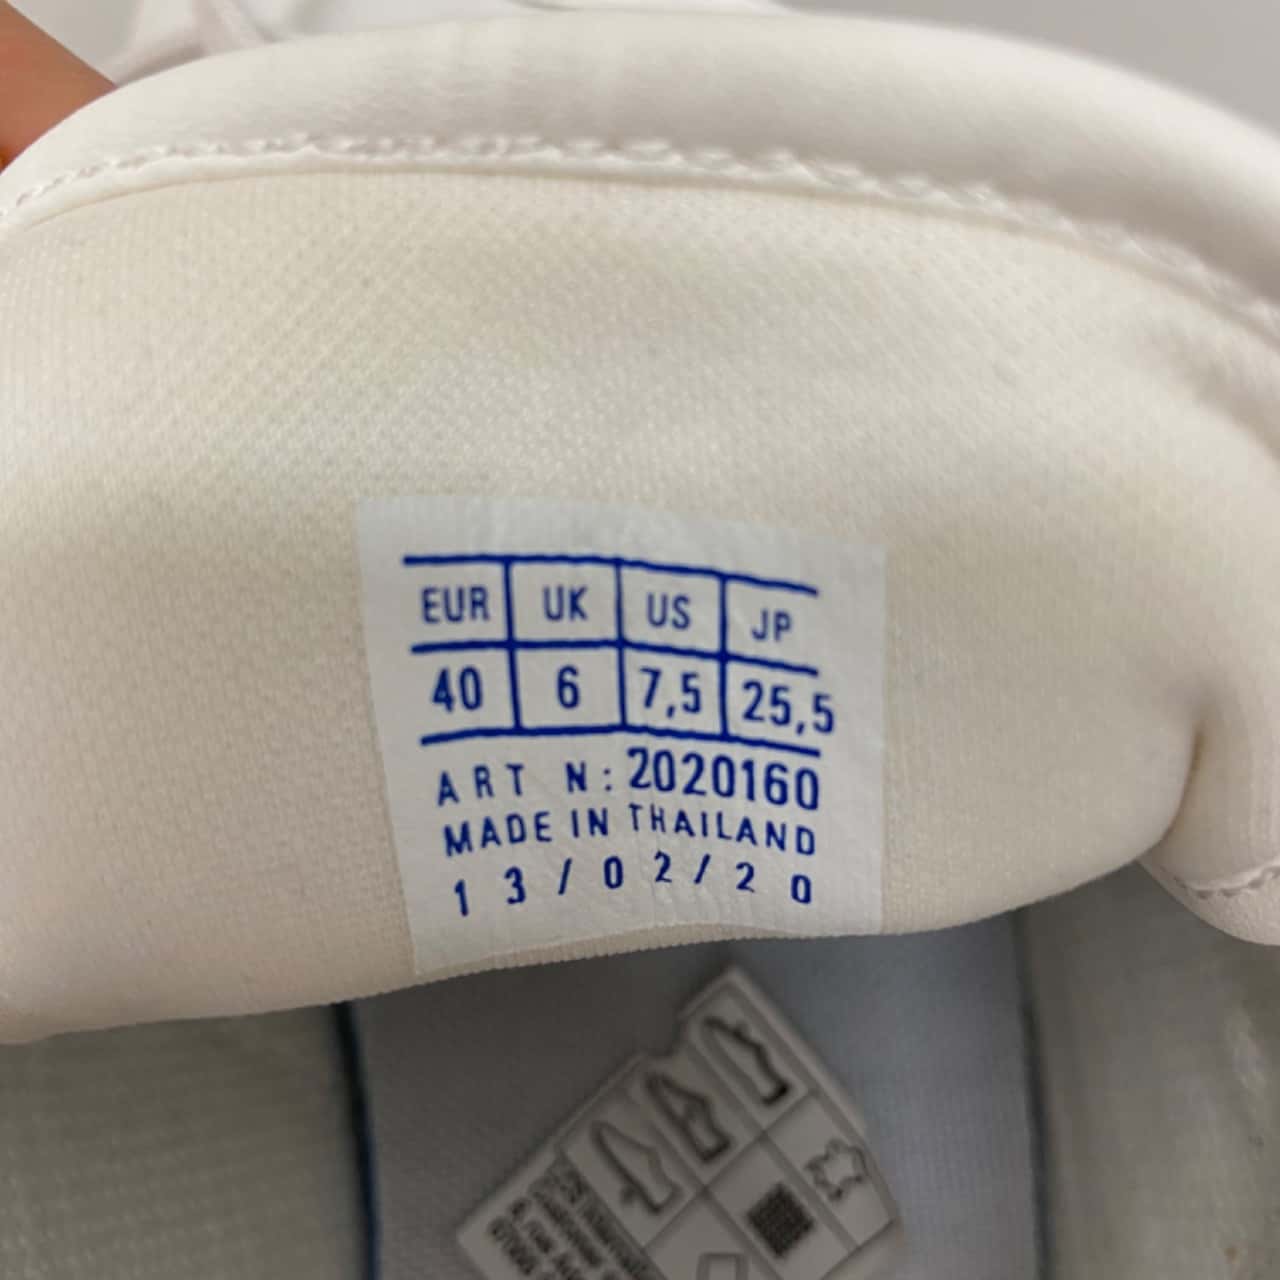 EUR UK US JP
40 6 7,5 25,5
ART N: 2020160
MADE IN THAILAND
13/02/20